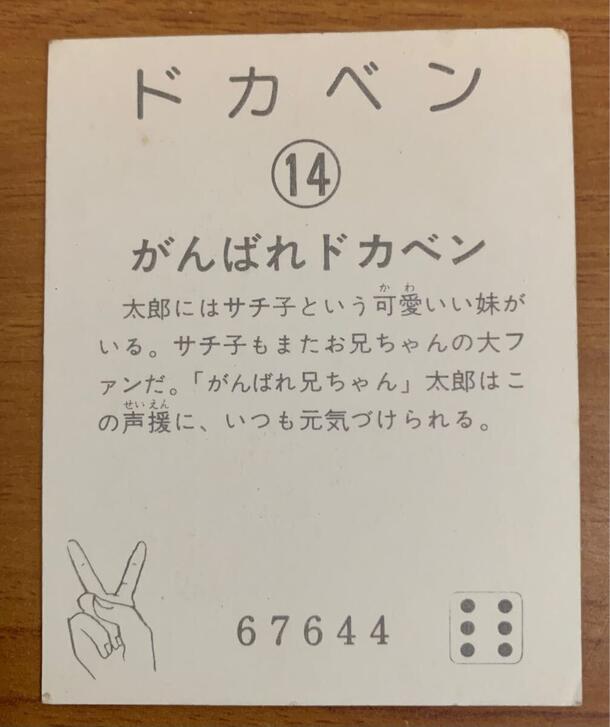 ドカベン
14
がんばれドカベン
太郎にはサチ子という可愛いい妹が
いる。サチ子もまたお兄ちゃんの大フ
ァンだ。「がんばれ兄ちゃん」太郎はこ
の声援に、いつも元気づけられる。
67644